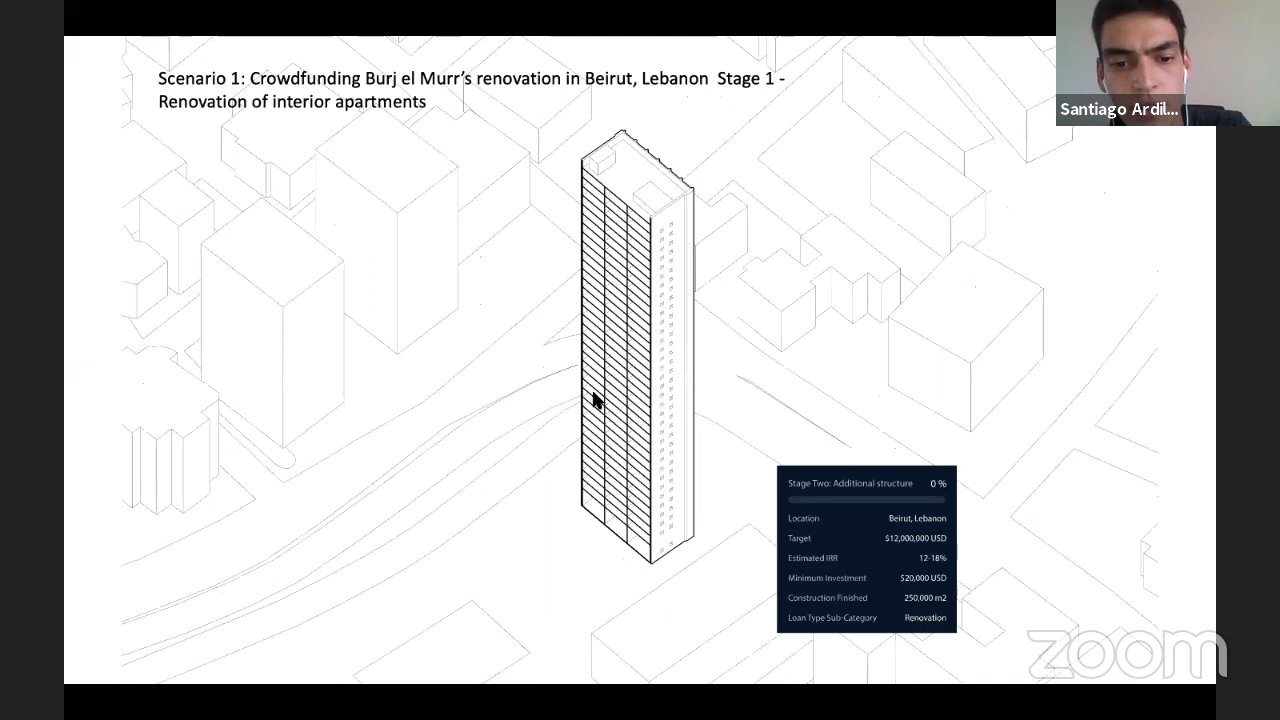 Scenario 1: Crowdfunding Burj el Murr's renovation in Beirut, Lebanon Stage 1 -
Renovation of interior apartments
Santiago Ardil...
Stage Two: Additional structure 0 %
Location Beirut, Lebanon
Target $12,000,000 USD
Estimated IRR 12-18%
Minimum Investment $20,000 USD
Construction Finished 250,000 m2
Loan Type Sub-Category Renovation
zoom